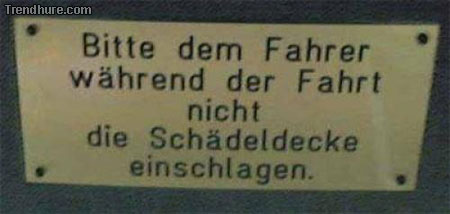 Trendhure.com
Bitte dem Fahrer
während der Fahrt
nicht
die Schädeldecke
einschlagen.